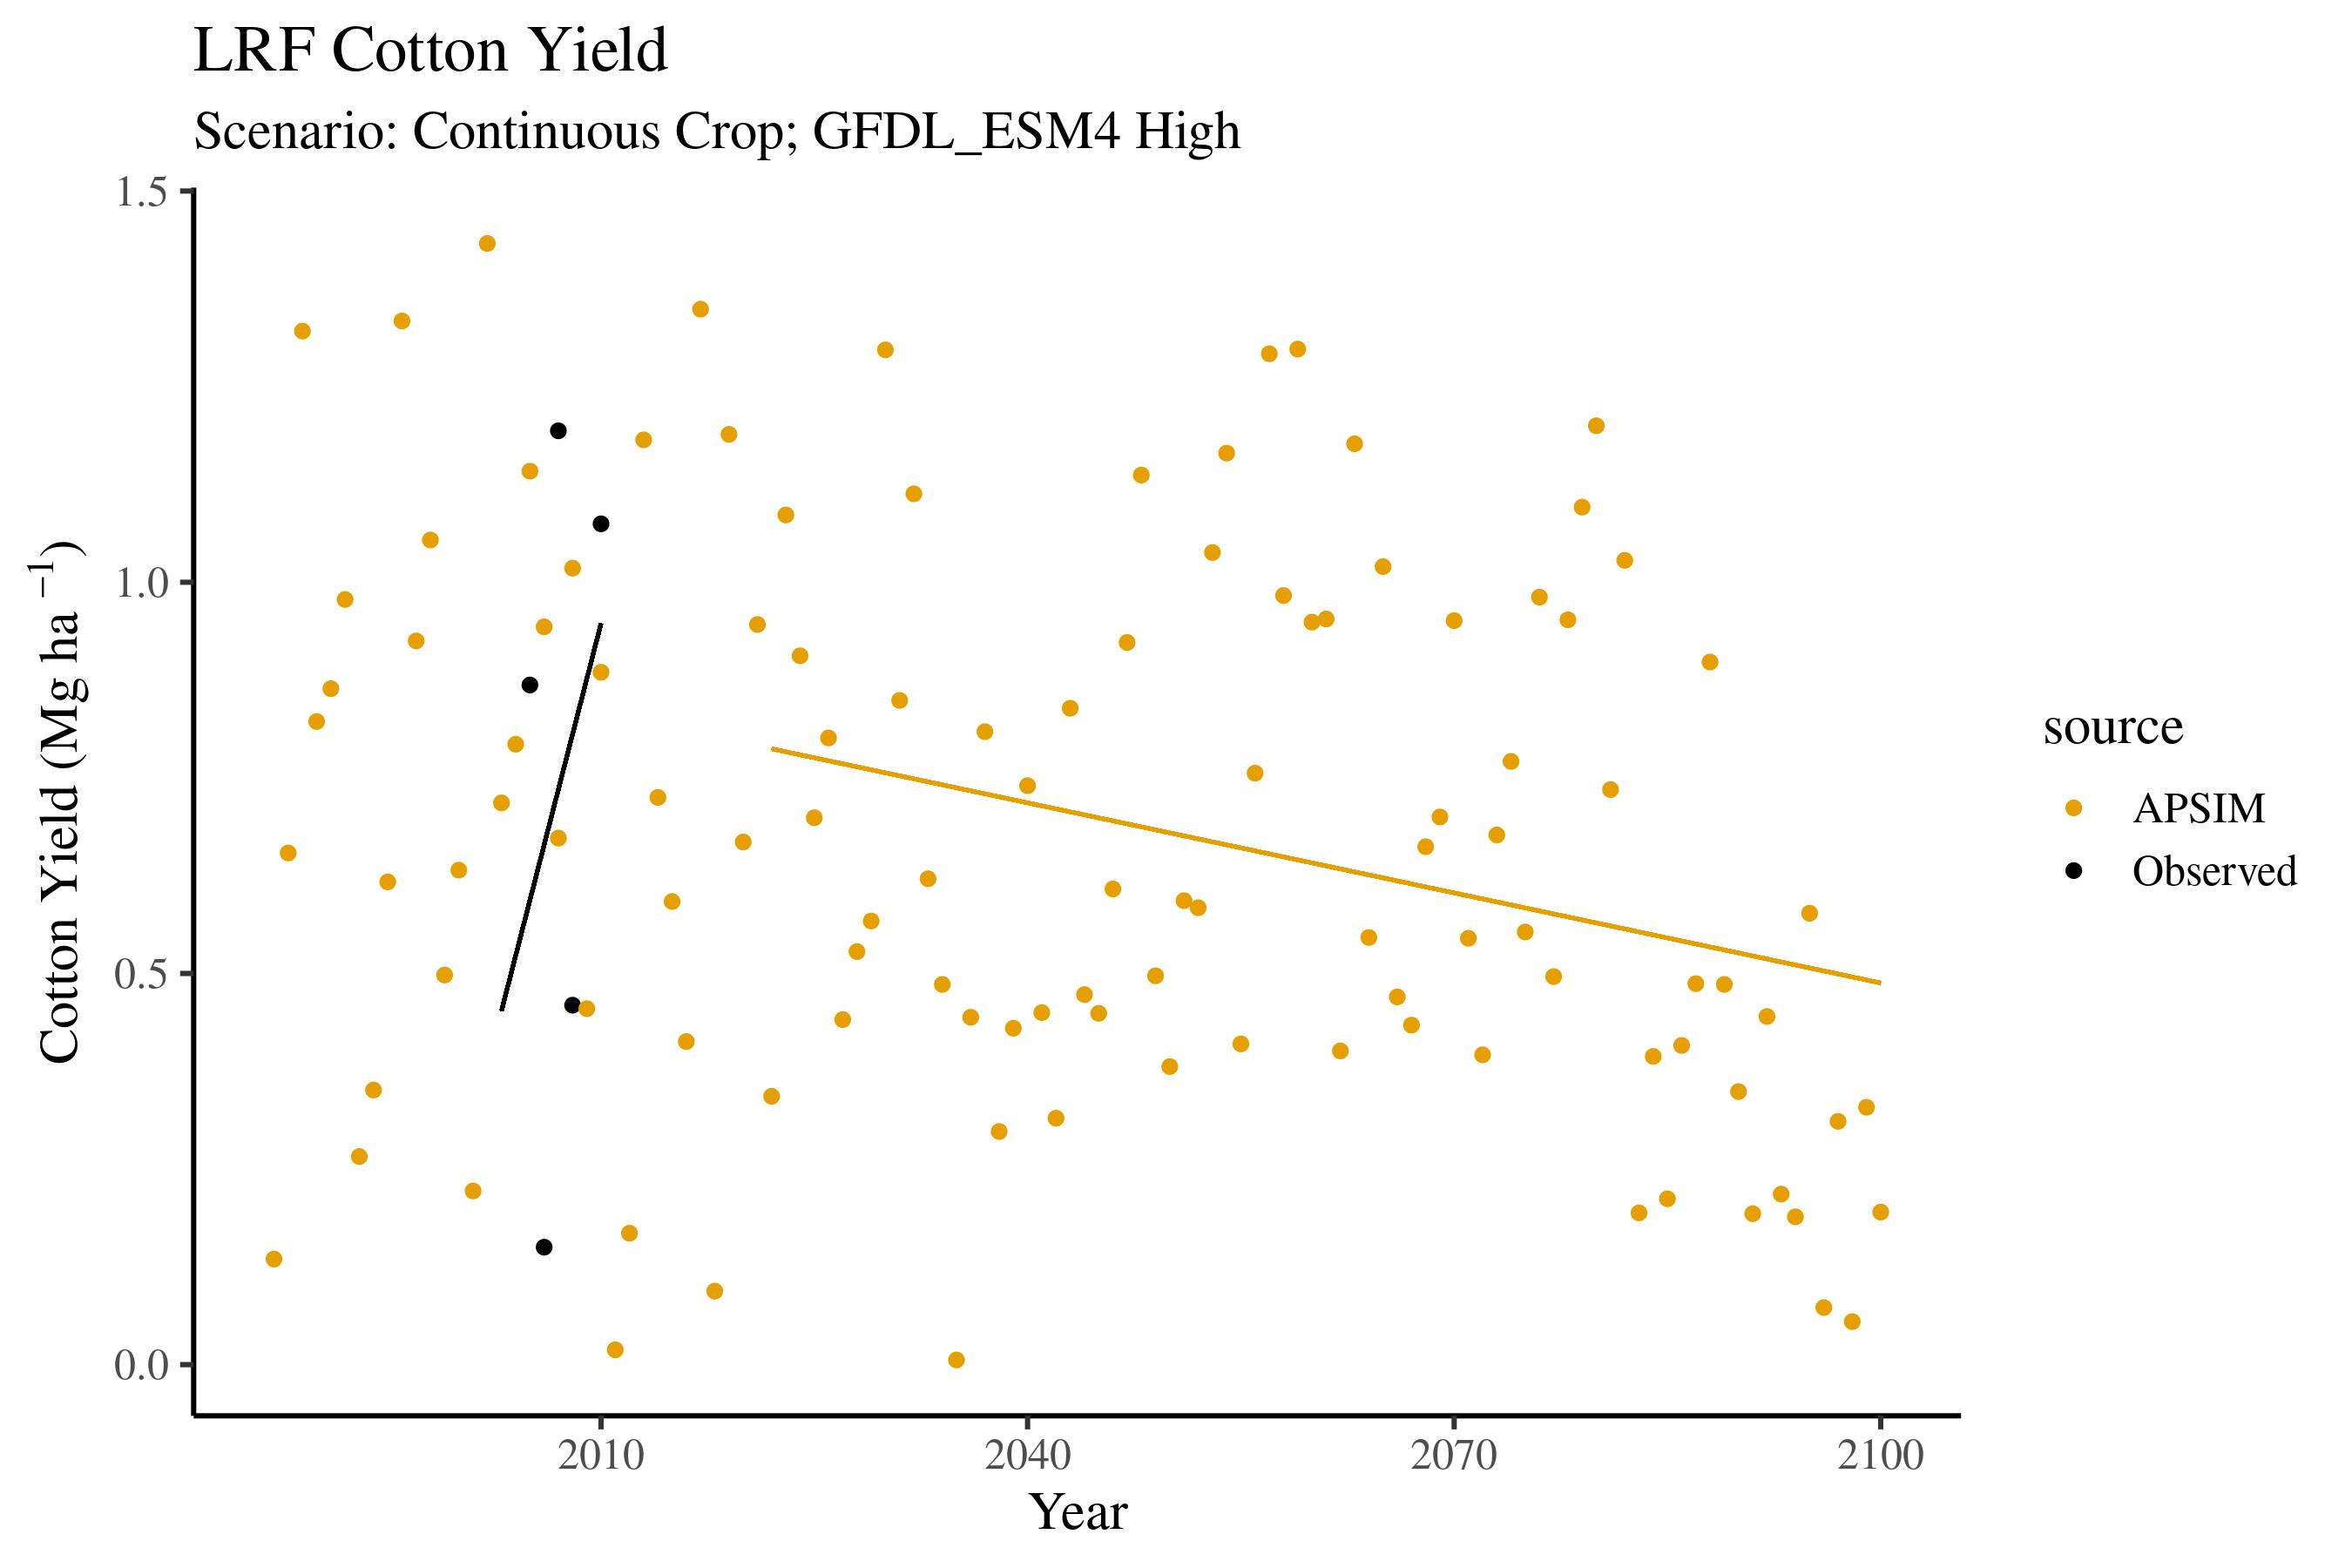 LRF Cotton Yield
Scenario: Continuous Crop; GFDL_ESM4 High
Cotton Yield (Mg ha⁻¹)
1.5
1.0
0.5
0.0
2010 2040 2070 2100
Year
source
APSIM
Observed